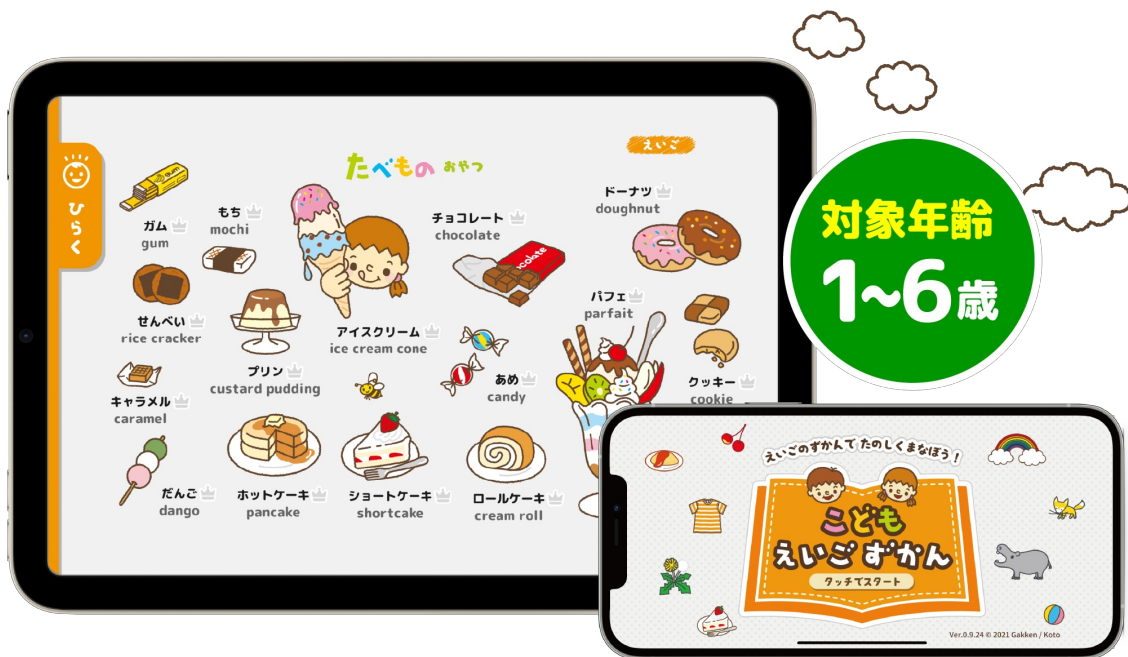 えいご
たべもの おやつ
ひらく
gum
ガム
gum
もち
mochi
チョコレート
chocolate
ドーナツ
doughnut
せんべい
rice cracker
プリン
custard pudding
アイスクリーム
ice cream cone
あめ
candy
パフェ
parfait
クッキー
cookie
キャラメル
caramel
だんご
dango
ホットケーキ
pancake
ショートケーキ
shortcake
ロールケーキ
cream roll
対象年齢
1~6歳
えいごのずかんで たのしくまなぼう!
こども
えいご ずかん
タッチでスタート
Ver.0.9.24 © 2021 Gakken / Koto